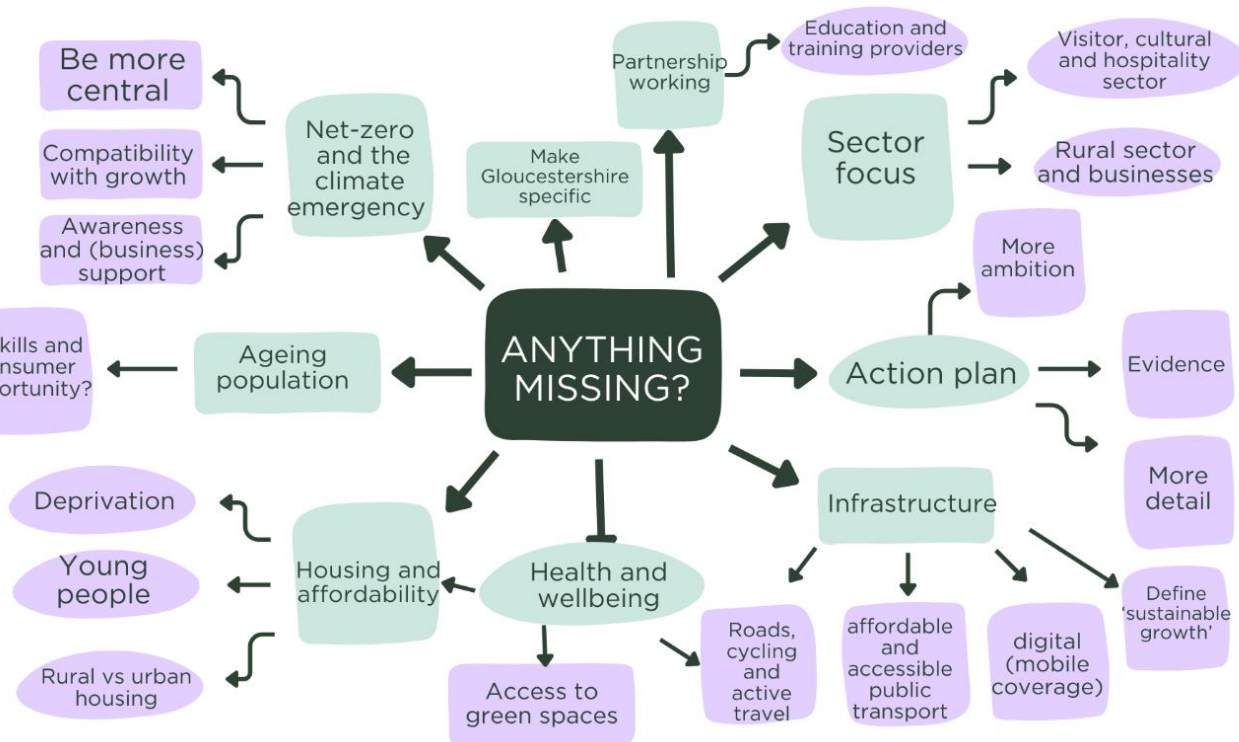 Be more
central
Compatibility
with growth
Awareness
and (business)
support
Net-zero
and the
climate
emergency
Make
Gloucestershire
specific
Partnership
working
Education and
training providers
Sector
focus
Visitor, cultural
and hospitality
sector
Rural sector
and businesses
More
ambition
ANYTHING
MISSING?
Action plan
Evidence
More
detail
Ageing
population
kills and
nsumer
ortunity?
Deprivation
Young
people
Rural vs urban
housing
Housing and
affordability
Health and
wellbeing
Access to
green spaces
Infrastructure
Roads,
cycling
and
active
travel
affordable
and
accessible
public
transport
digital
(mobile
coverage)
Define
'sustainable
growth'